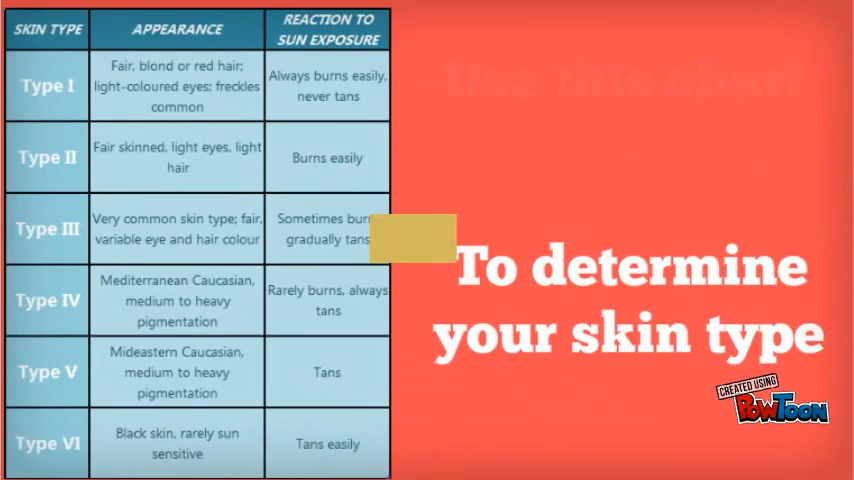 SKIN TYPE
APPEARANCE
REACTION TO
SUN EXPOSURE
Type I
Fair, blond or red hair;
light-coloured eyes; freckles
common
Always burns easily,
never tans
Type II
Fair skinned, light eyes, light
hair
Burns easily
Type III
Very common skin type; fair,
variable eye and hair colour
Sometimes
gradually tans
Type IV
Mediterranean Caucasian,
medium to heavy
pigmentation
Rarely burns, always
tans
Type V
Mideastern Caucasian,
medium to heavy
pigmentation
Tans
Type VI
Black skin, rarely sun
sensitive
Tans easily
Use this chart
To determine
your skin type
CREATED USING
POWTOON